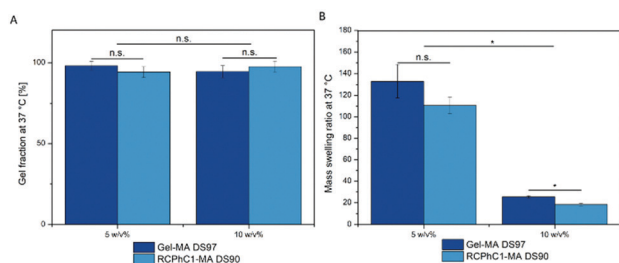 A
Gel fraction at 37 °C [%]
100
50
0
n.s.
n.s.
n.s.
5 w/v%
10 w/v%
Gel-MA DS97
RCPhC1-MA DS90
B
Mass swelling ratio at 37 °C
180
160
140
120
100
80
60
40
20
0
*
n.s.
*
5 w/v%
10 w/v%
Gel-MA DS97
RCPhC1-MA DS90